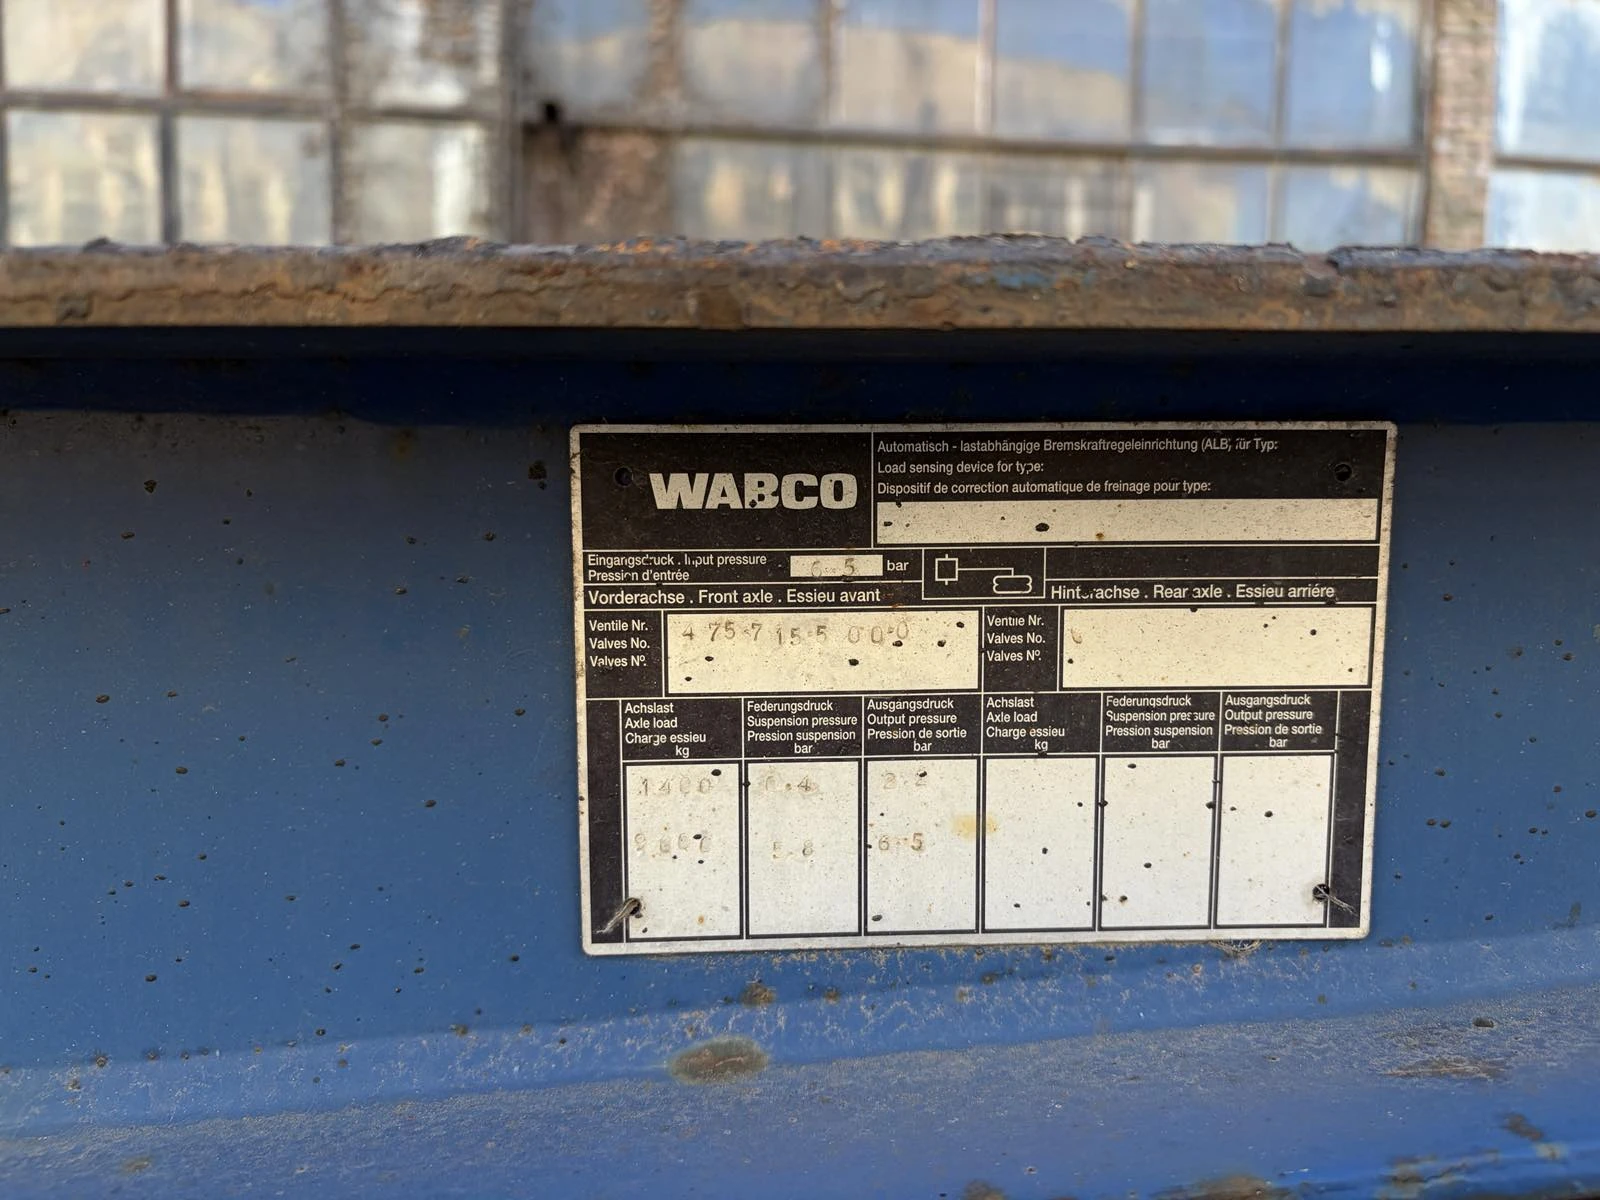 WABCO
Automatisch - lastabhängige Bremskraftregeleinrichtung (ALB) für Typ:
Load sensing device for type:
Dispositif de correction automatique de freinage pour type:
Eingangsdruck . Input pressure
Pression d'entrée
6.5 bar
Vorderachse . Front axle . Essieu avant
Hinterachse . Rear axle . Essieu arriére
Ventile Nr.
Valves No.
Valves Nº.
475 715 500 0
Ventile Nr.
Valves No.
Valves Nº
Achslast
Axle load
Charge essieu
kg
Federungsdruck
Suspension pressure
Pression suspension
bar
Ausgangsdruck
Output pressure
Pression de sortie
bar
Achslast
Axle load
Charge essieu
kg
Federungsdruck
Suspension pressure
Pression suspension
bar
Ausgangsdruck
Output pressure
Pression de sortie
bar
1400 0.4
5.8 6.5